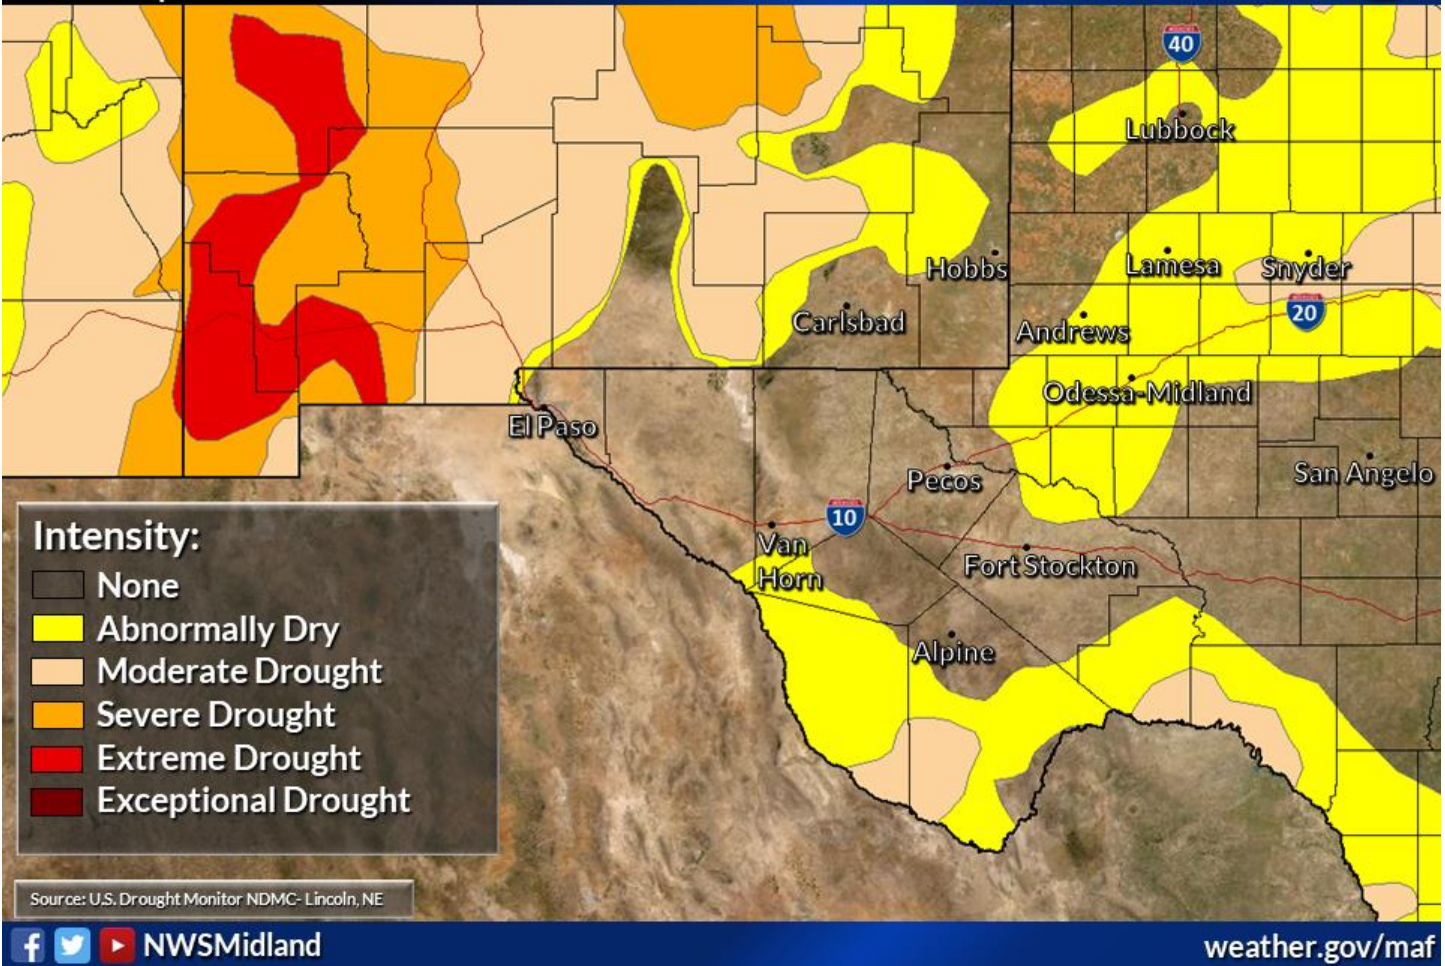 40
Lubbock
Hobbs
Lamesa
Snyder
Carlsbad
Andrews
20
Odessa-Midland
El Paso
Pecos
San Angelo
10
Van
Horn
Fort Stockton
Alpine
Intensity:
None
Abnormally Dry
Moderate Drought
Severe Drought
Extreme Drought
Exceptional Drought
Source: U.S. Drought Monitor NDMC- Lincoln, NE
NWSMidland
weather.gov/maf